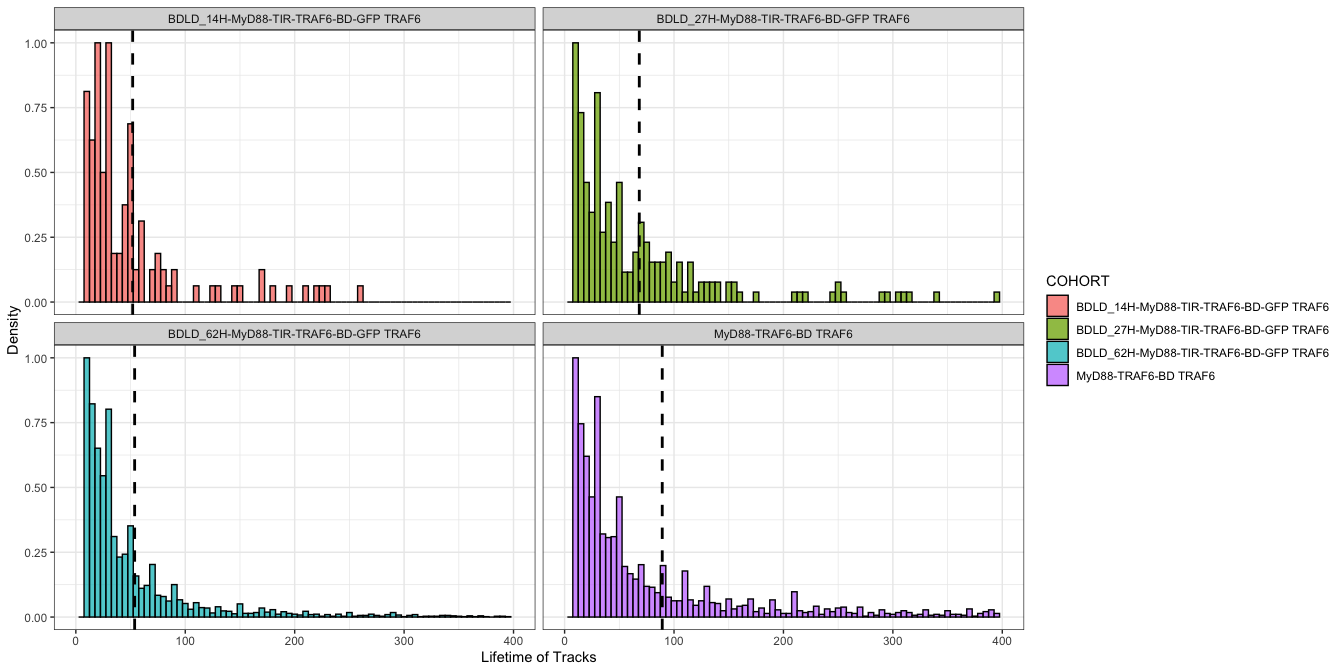 BDLD_14H-MyD88-TIR-TRAF6-BD-GFP TRAF6
BDLD_27H-MyD88-TIR-TRAF6-BD-GFP TRAF6
1.00
0.75
0.50
0.25
0.00
BDLD_62H-MyD88-TIR-TRAF6-BD-GFP TRAF6
MyD88-TRAF6-BD TRAF6
1.00
0.75
0.50
0.25
0.00
0 100 200 300 400
0 100 200 300 400
Density
Lifetime of Tracks
COHORT
BDLD_14H-MyD88-TIR-TRAF6-BD-GFP TRAF6
BDLD_27H-MyD88-TIR-TRAF6-BD-GFP TRAF6
BDLD_62H-MyD88-TIR-TRAF6-BD-GFP TRAF6
MyD88-TRAF6-BD TRAF6